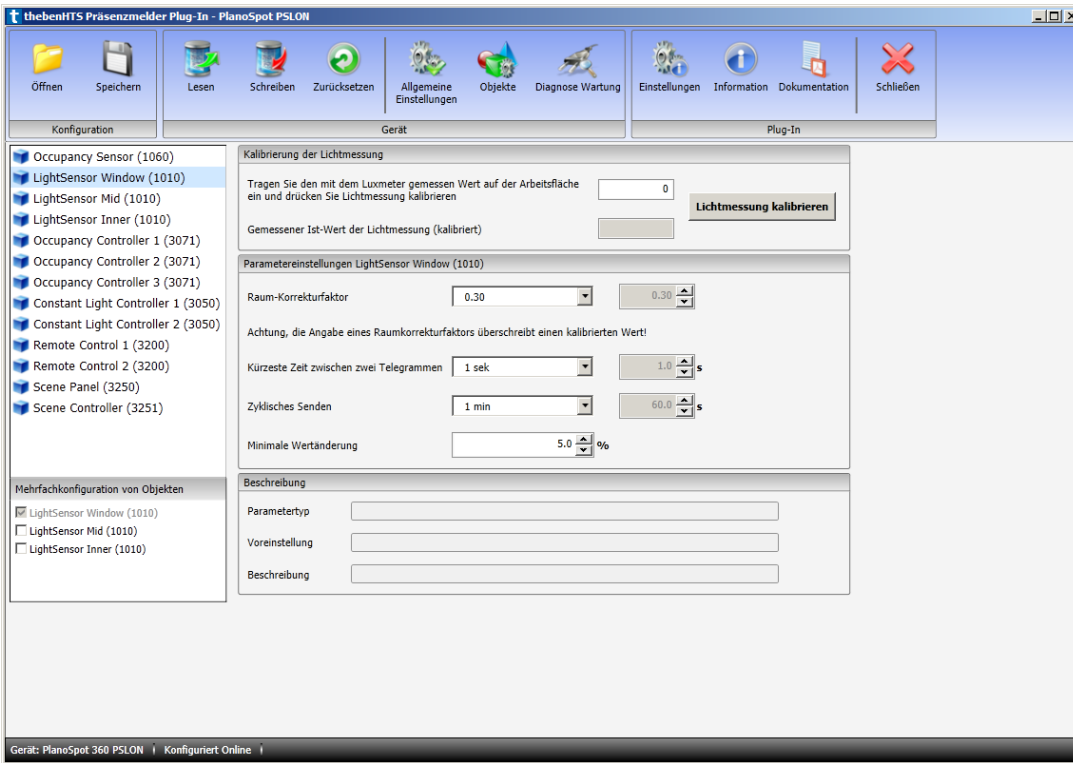 thebenHTS Präsenzmelder Plug-In - PlanoSpot PSLON
Öffnen
Speichern
Lesen
Schreiben
Zurücksetzen
Allgemeine
Einstellungen
Objekte
Diagnose Wartung
Einstellungen
Information
Dokumentation
Schließen
Konfiguration
Gerät
Plug-In
Occupancy Sensor (1060)
LightSensor Window (1010)
LightSensor Mid (1010)
LightSensor Inner (1010)
Occupancy Controller 1 (3071)
Occupancy Controller 2 (3071)
Occupancy Controller 3 (3071)
Constant Light Controller 1 (3050)
Constant Light Controller 2 (3050)
Remote Control 1 (3200)
Remote Control 2 (3200)
Scene Panel (3250)
Scene Controller (3251)
Mehrfachkonfiguration von Objekten
LightSensor Window (1010)
LightSensor Mid (1010)
LightSensor Inner (1010)
Kalibrierung der Lichtmessung
Tragen Sie den mit dem Luxmeter gemessen Wert auf der Arbeitsfläche
ein und drücken Sie Lichtmessung kalibrieren
0
Lichtmessung kalibrieren
Gemessener Ist-Wert der Lichtmessung (kalibriert)
Parametereinstellungen LightSensor Window (1010)
Raum-Korrekturfaktor 0.30 0.30
Achtung, die Angabe eines Raumkorrekturfaktors überschreibt einen kalibrierten Wert!
Kürzeste Zeit zwischen zwei Telegrammen 1 sek 1.0 s
Zyklisches Senden 1 min 60.0 s
Minimale Wertänderung 5.0 %
Beschreibung
Parametertyp
Voreinstellung
Beschreibung
Gerät: PlanoSpot 360 PSLON Konfiguriert Online